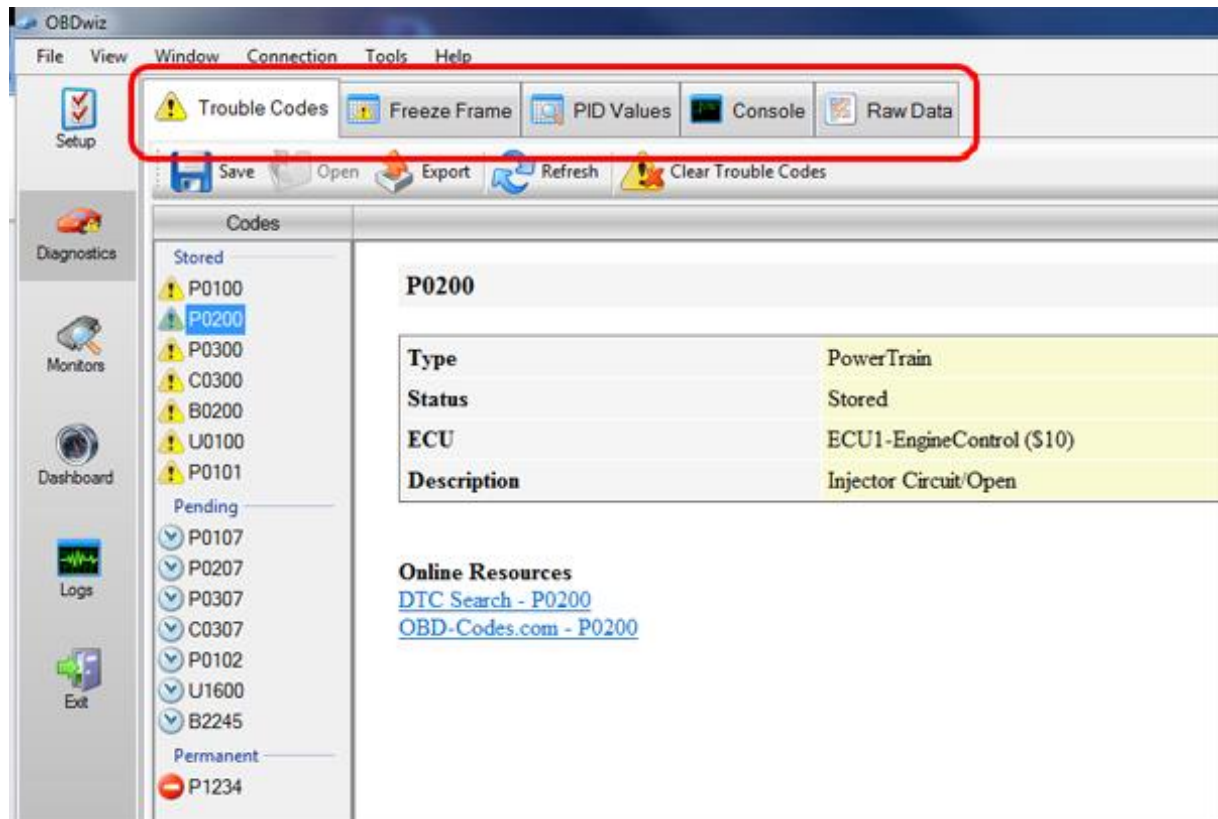 OBDwiz
File View Window Connection Tools Help
Setup
Diagnostics
Monitors
Dashboard
Logs
Exit
Trouble Codes Freeze Frame PID Values Console Raw Data
Save Open Export Refresh Clear Trouble Codes
Codes
Stored
P0100
P0200
P0300
C0300
B0200
U0100
P0101
Pending
P0107
P0207
P0307
C0307
P0102
U1600
B2245
Permanent
P1234
P0200
Type PowerTrain
Status Stored
ECU ECU1-EngineControl ($10)
Description Injector Circuit/Open
Online Resources
DTC Search - P0200
OBD-Codes.com - P0200